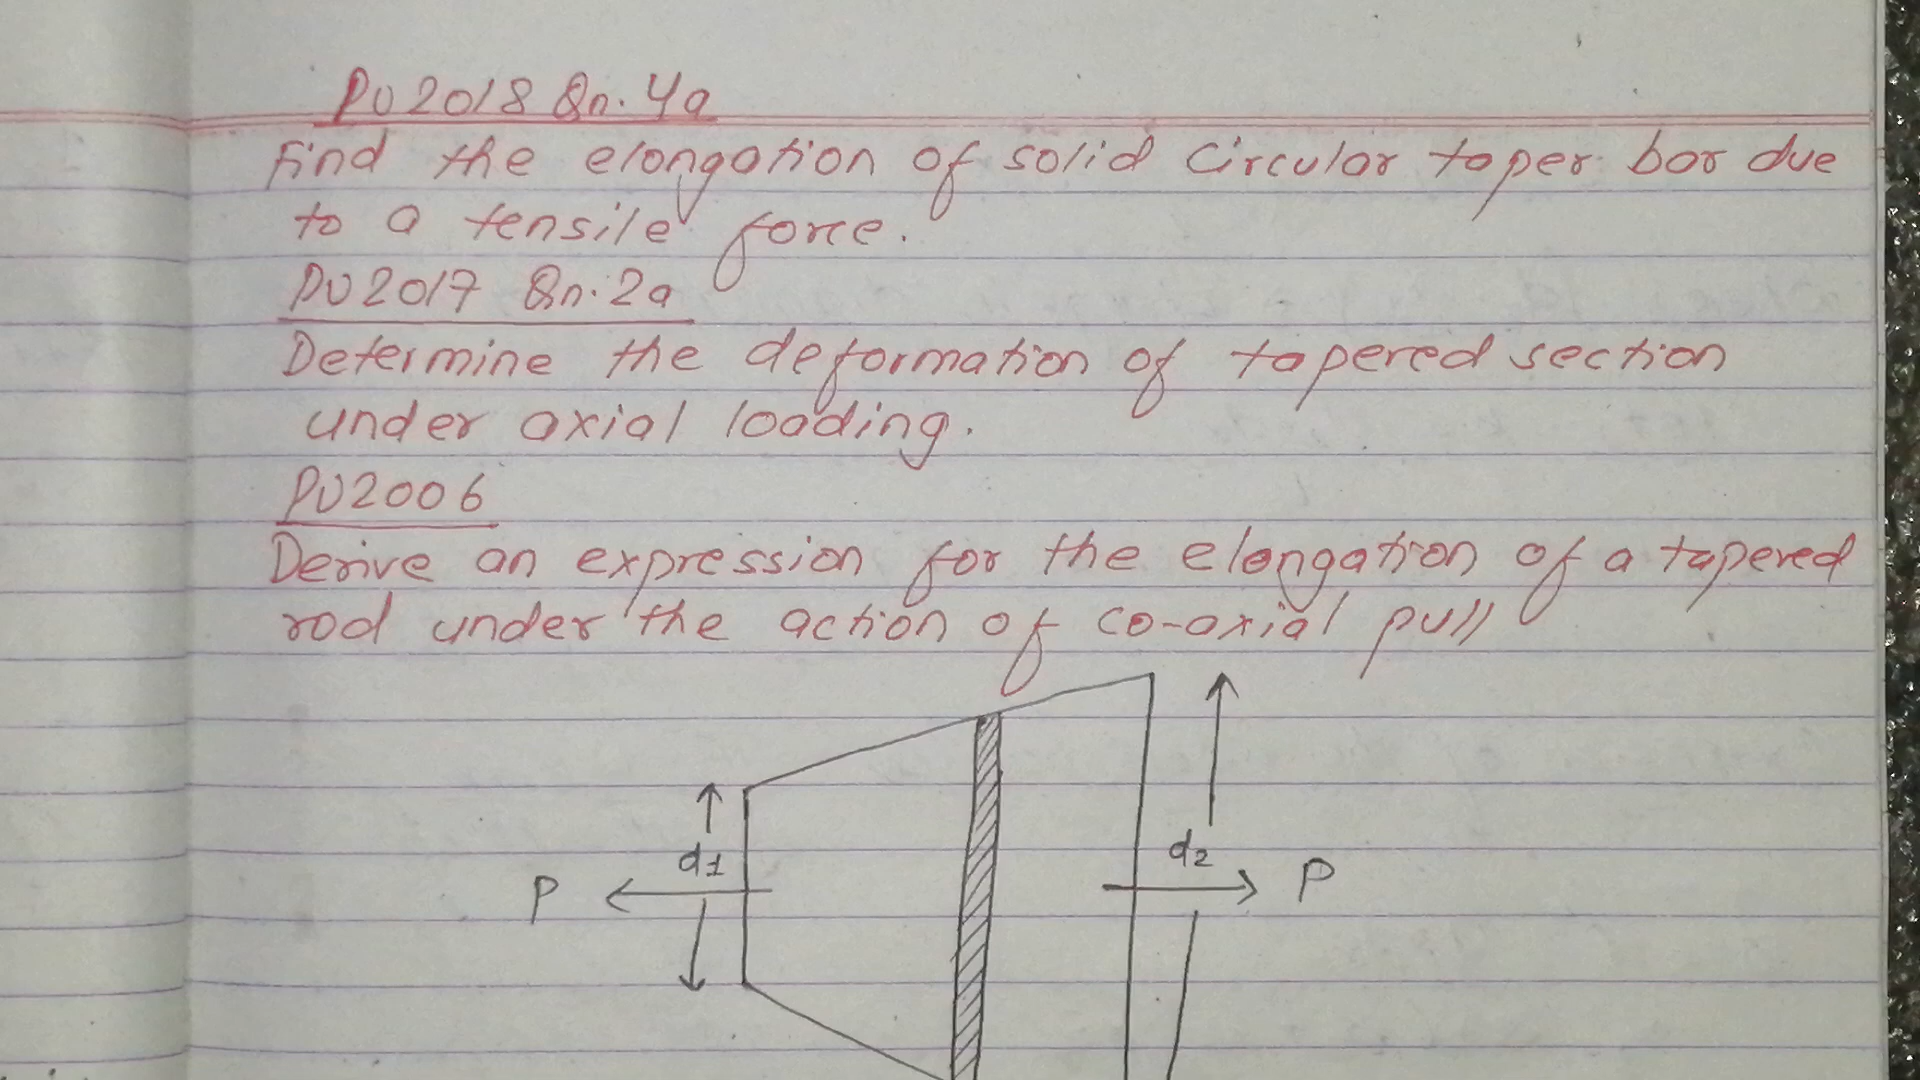 PU 2018 Qn. 4a
Find the elongation of solid circular taper bar due
to a tensile force.
PU 2017 Qn. 2a
Determine the deformation of tapered section
under axial loading.
PU 2006
Derive an expression for the elongation of a tapered
rod under the action of co-axial pull
d1
d2
P
P